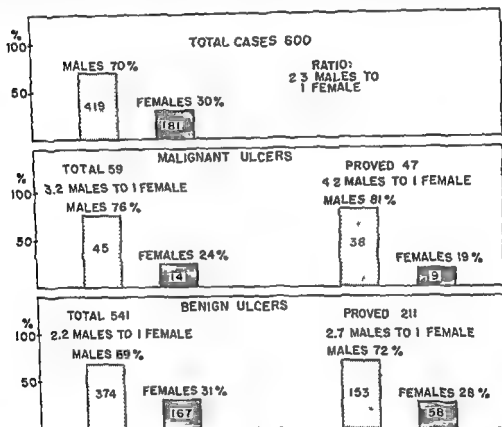 %
100
50
TOTAL CASES 600
MALES 70%
419
FEMALES 30%
181
RATIO:
2 3 MALES TO
1 FEMALE
MALIGNANT ULCERS
%
100
50
TOTAL 59
3.2 MALES TO 1 FEMALE
MALES 76%
45
FEMALES 24%
14
PROVED 47
4 2 MALES TO 1 FEMALE
MALES 81%
38
FEMALES 19%
9
BENIGN ULCERS
%
100
50
TOTAL 541
2.2 MALES TO 1 FEMALE
MALES 69%
374
FEMALES 31%
167
PROVED 211
2.7 MALES TO 1 FEMALE
MALES 72%
153
FEMALES 28%
58